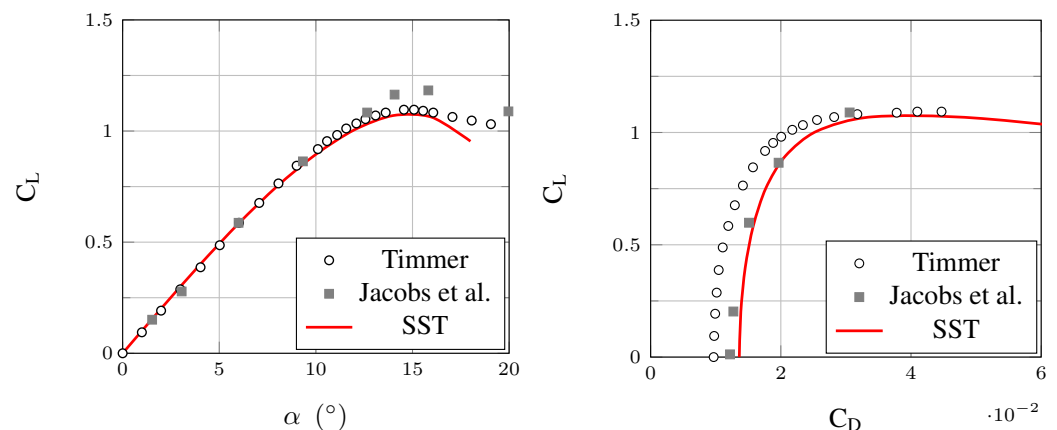 1.5
1
0.5
0
C_L
0 5 10 15 20
α (°)
Timmer
Jacobs et al.
SST
1.5
1
0.5
0
C_L
0 2 4 6
C_D
·10⁻²
Timmer
Jacobs et al.
SST